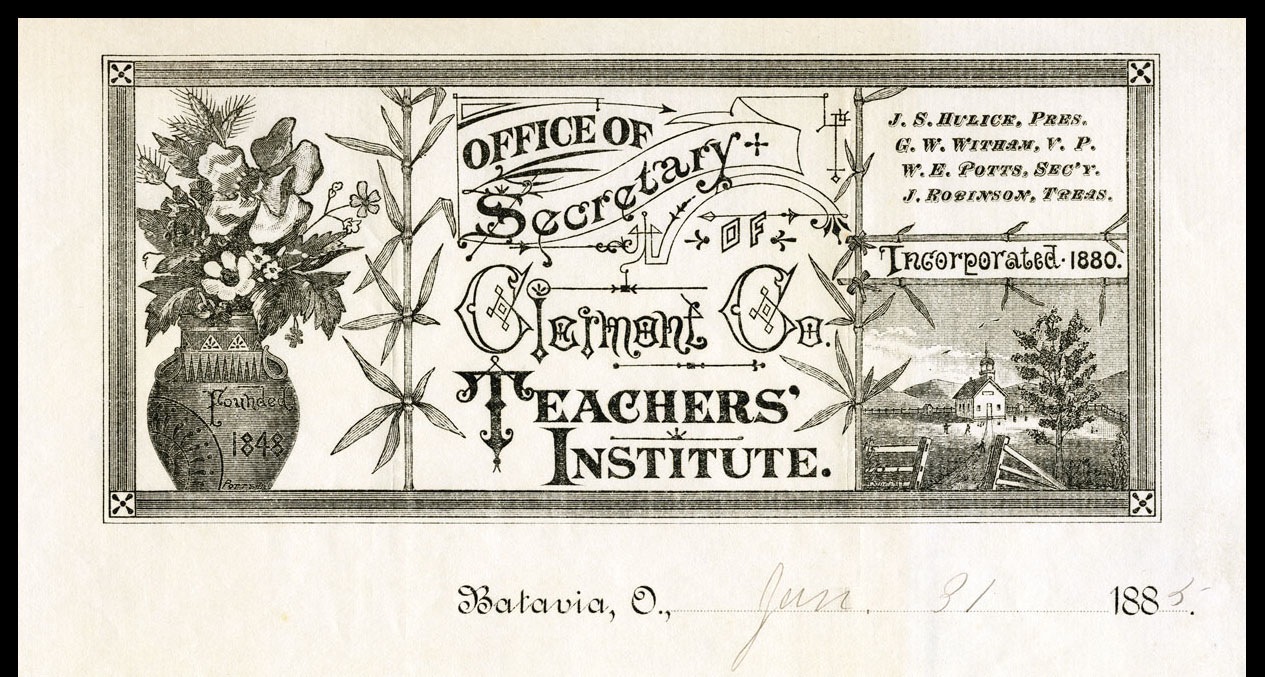 OFFICE OF
Secretary
OF
Clermont Co.
TEACHERS'
INSTITUTE.
J. S. HULICK, PRES.
G. W. WITHAM, V. P.
W. E. POTTS, SEC'Y.
J. ROBINSON, TREAS.
Incorporated · 1880.
Founded
1848
Batavia, O., Jan. 31 1885.